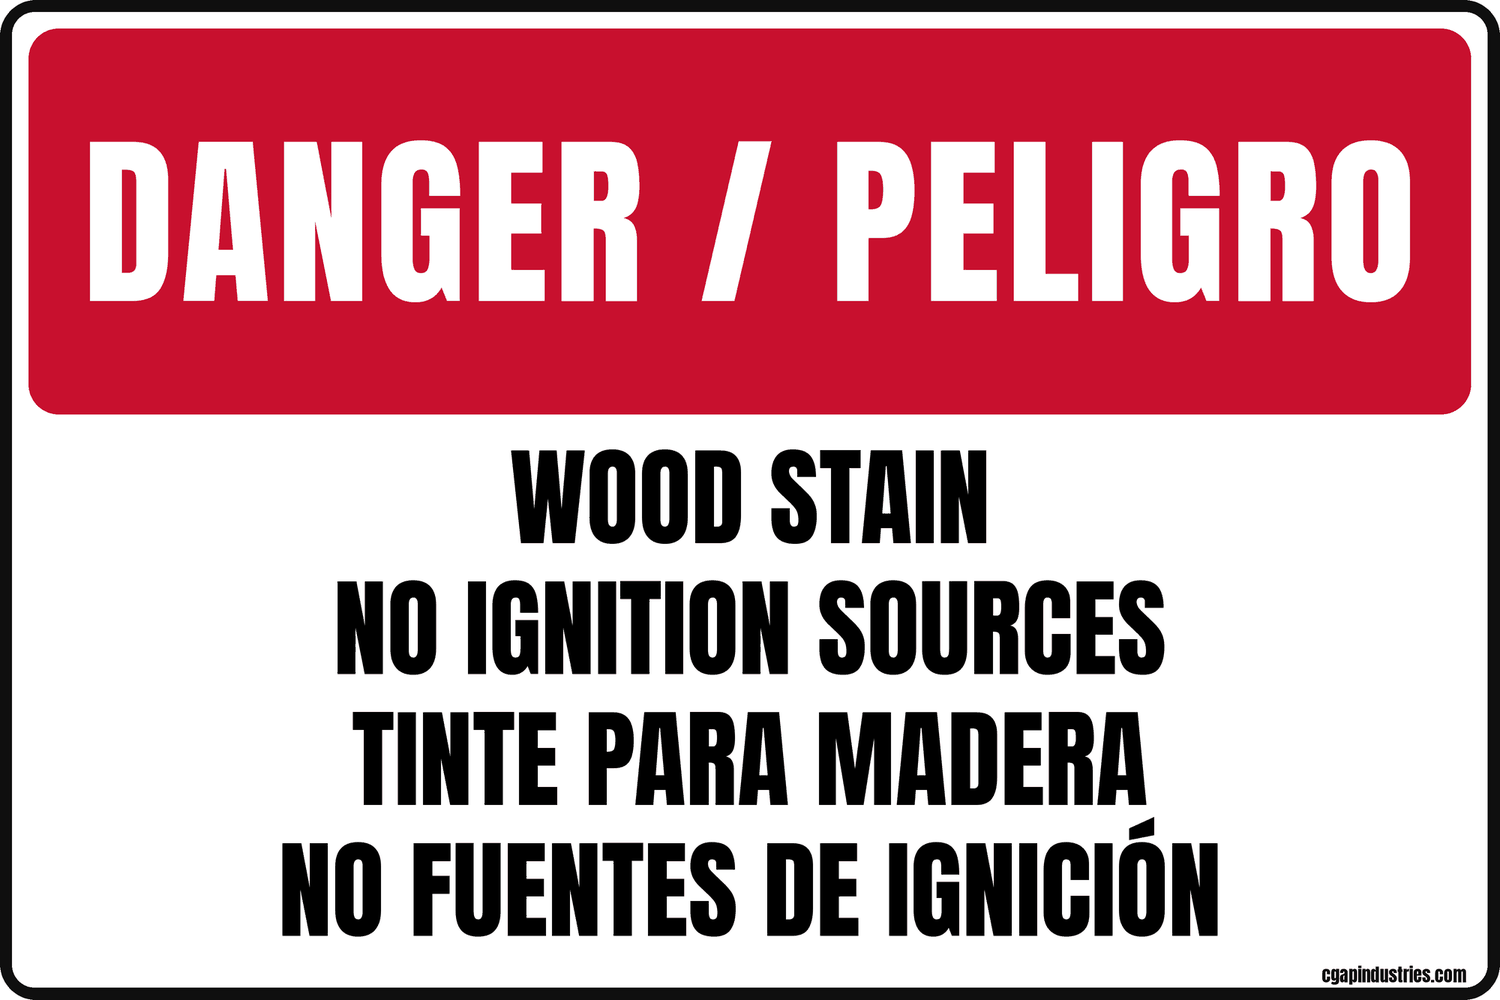 DANGER / PELIGRO
WOOD STAIN
NO IGNITION SOURCES
TINTE PARA MADERA
NO FUENTES DE IGNICIÓN
cgapindustries.com